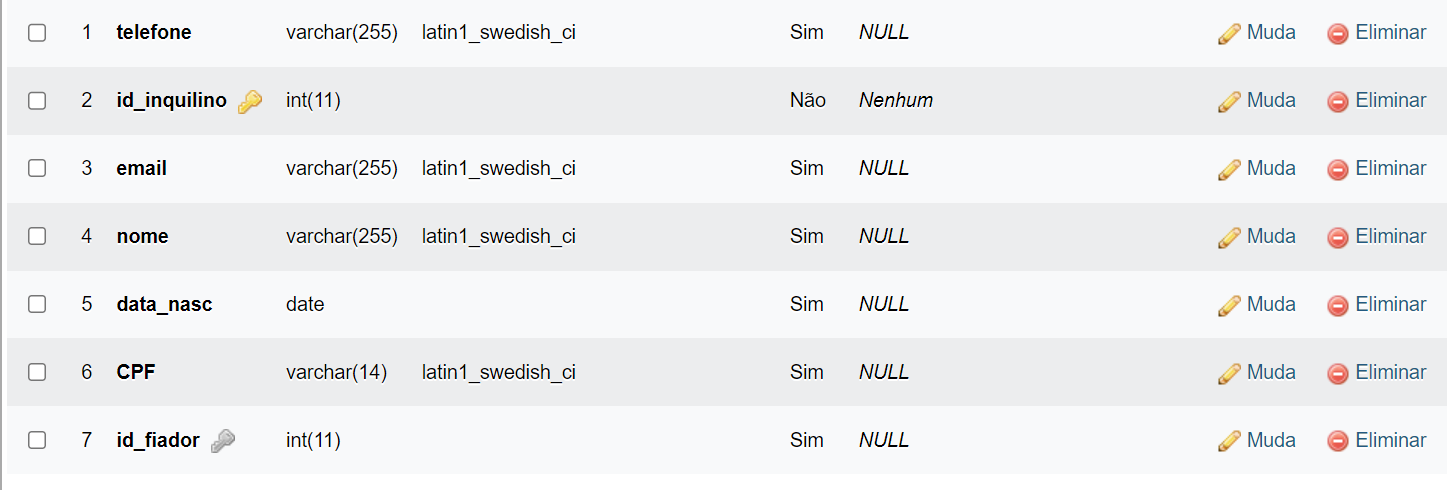 1 telefone varchar(255) latin1_swedish_ci Sim NULL Muda Eliminar
2 id_inquilino int(11) Não Nenhum Muda Eliminar
3 email varchar(255) latin1_swedish_ci Sim NULL Muda Eliminar
4 nome varchar(255) latin1_swedish_ci Sim NULL Muda Eliminar
5 data_nasc date Sim NULL Muda Eliminar
6 CPF varchar(14) latin1_swedish_ci Sim NULL Muda Eliminar
7 id_fiador int(11) Sim NULL Muda Eliminar